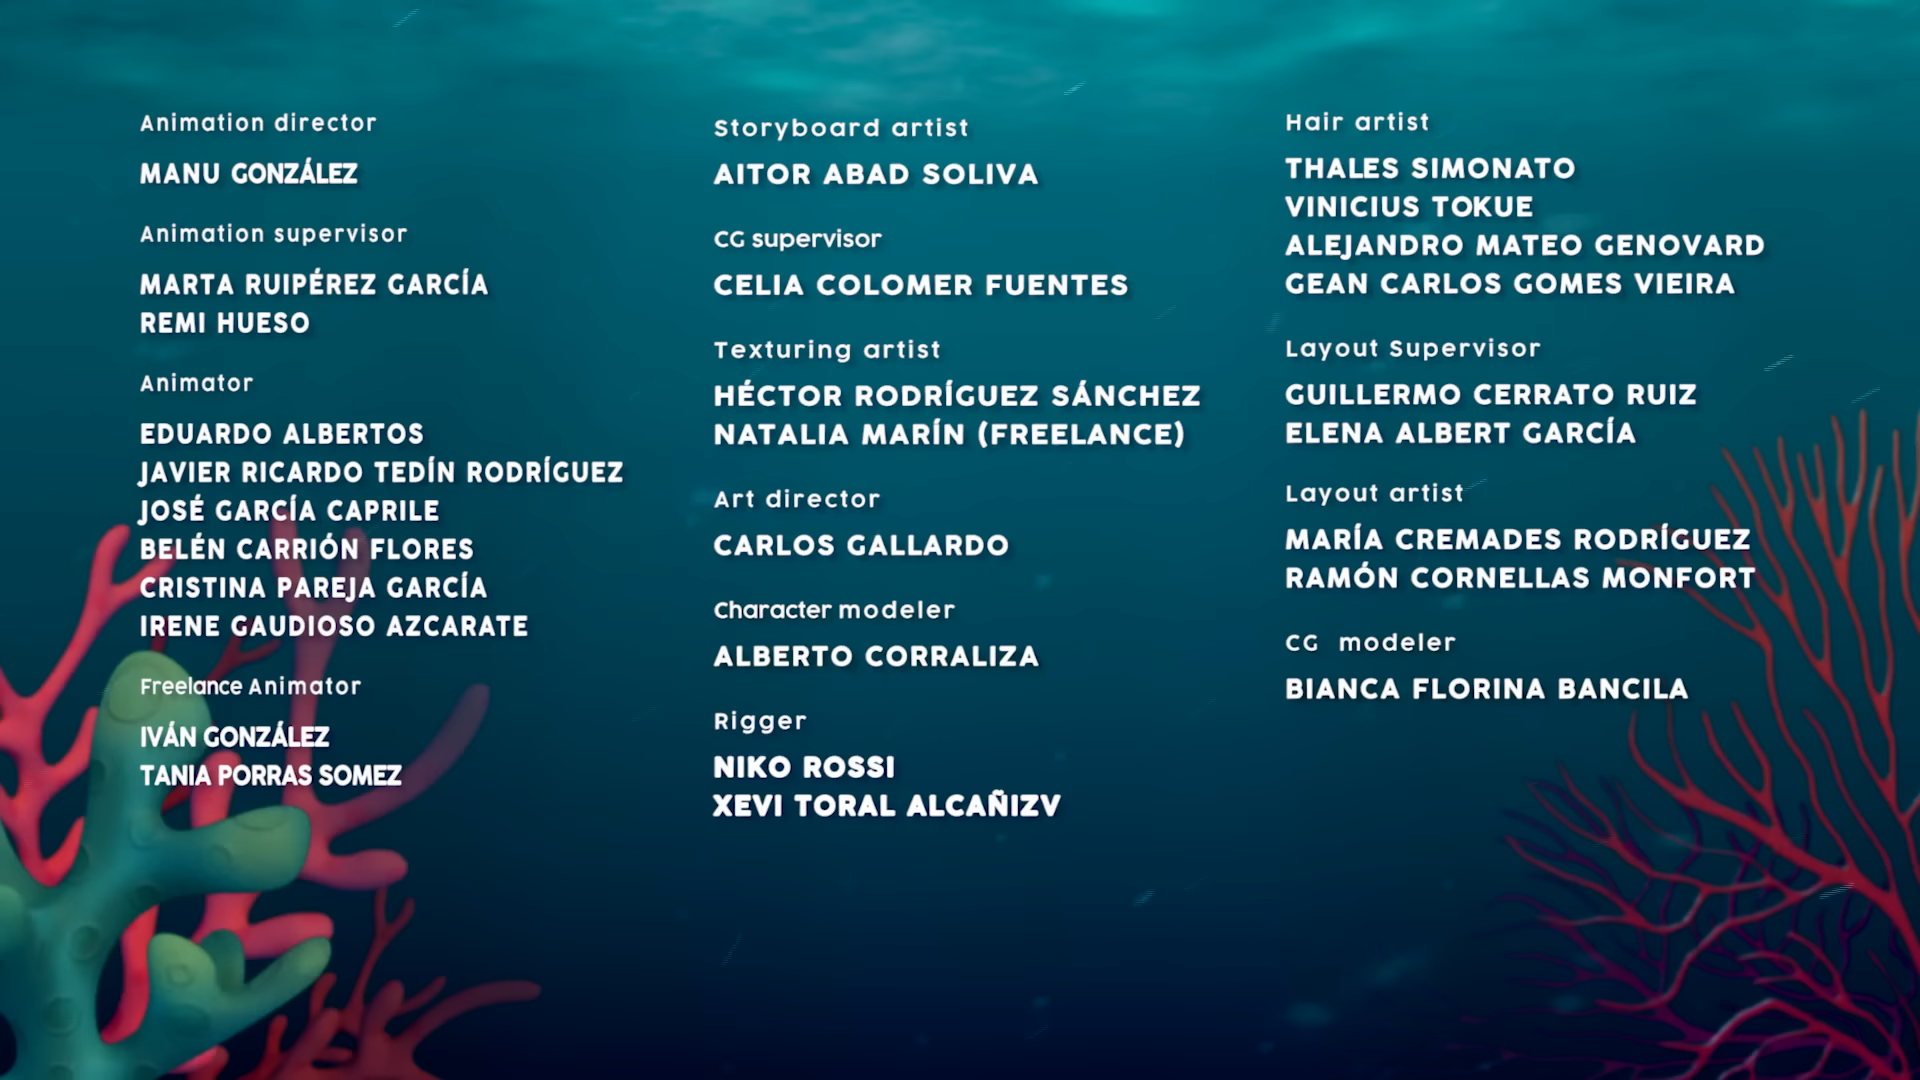 Animation director
MANU GONZÁLEZ
Animation supervisor
MARTA RUIPÉREZ GARCÍA
REMI HUESO
Animator
EDUARDO ALBERTOS
JAVIER RICARDO TEDÍN RODRÍGUEZ
JOSÉ GARCÍA CAPRILE
BELÉN CARRIÓN FLORES
CRISTINA PAREJA GARCÍA
IRENE GAUDIOSO AZCARATE
Freelance Animator
IVÁN GONZÁLEZ
TANIA PORRAS SOMEZ
Storyboard artist
AITOR ABAD SOLIVA
CG supervisor
CELIA COLOMER FUENTES
Texturing artist
HÉCTOR RODRÍGUEZ SÁNCHEZ
NATALIA MARÍN (FREELANCE)
Art director
CARLOS GALLARDO
Character modeler
ALBERTO CORRALIZA
Rigger
NIKO ROSSI
XEVI TORAL ALCAÑIZV
Hair artist
THALES SIMONATO
VINICIUS TOKUE
ALEJANDRO MATEO GENOVARD
GEAN CARLOS GOMES VIEIRA
Layout Supervisor
GUILLERMO CERRATO RUIZ
ELENA ALBERT GARCÍA
Layout artist
MARÍA CREMADES RODRÍGUEZ
RAMÓN CORNELLAS MONFORT
CG modeler
BIANCA FLORINA BANCILA